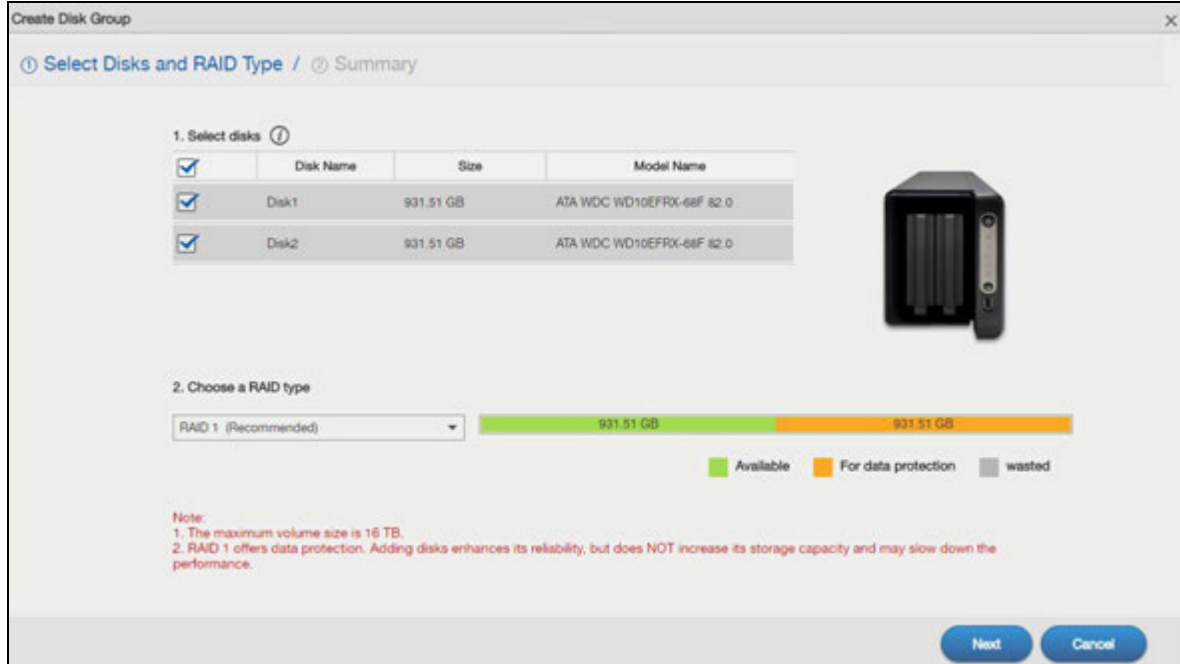 Create Disk Group
① Select Disks and RAID Type / ② Summary
1. Select disks
Disk Name Size Model Name
Disk1 931.51 GB ATA WDC WD10EFRX-68F 82.0
Disk2 931.51 GB ATA WDC WD10EFRX-68F 82.0
2. Choose a RAID type
RAID 1 (Recommended) 931.51 GB 931.51 GB
Available For data protection wasted
Note:
1. The maximum volume size is 16 TB.
2. RAID 1 offers data protection. Adding disks enhances its reliability, but does NOT increase its storage capacity and may slow down the
performance.
Next Cancel